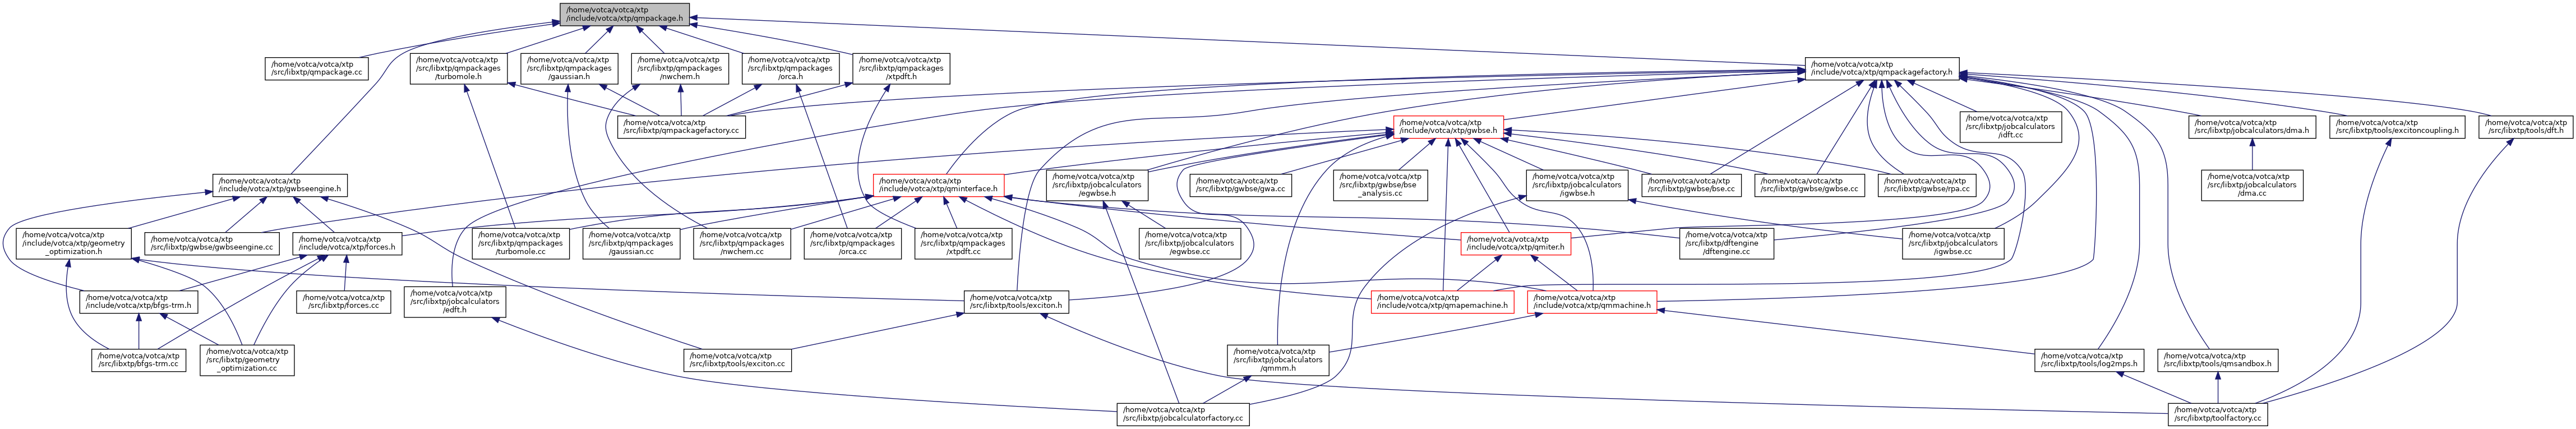 /home/votca/votca/xtp
/include/votca/xtp/qmpackage.h
/home/votca/votca/xtp
/src/libxtp/qmpackage.cc
/home/votca/votca/xtp
/src/libxtp/qmpackages
/turbomole.h
/home/votca/votca/xtp
/src/libxtp/qmpackages
/gaussian.h
/home/votca/votca/xtp
/src/libxtp/qmpackages
/nwchem.h
/home/votca/votca/xtp
/src/libxtp/qmpackages
/orca.h
/home/votca/votca/xtp
/src/libxtp/qmpackages
/xtpdft.h
/home/votca/votca/xtp
/include/votca/xtp/qmpackagefactory.h
/home/votca/votca/xtp
/src/libxtp/qmpackagefactory.cc
/home/votca/votca/xtp
/include/votca/xtp/gwbse.h
/home/votca/votca/xtp
/src/libxtp/jobcalculators
/idft.cc
/home/votca/votca/xtp
/src/libxtp/jobcalculators/dma.h
/home/votca/votca/xtp
/src/libxtp/tools/excitoncoupling.h
/home/votca/votca/xtp
/src/libxtp/tools/dft.h
/home/votca/votca/xtp
/include/votca/xtp/gwbseengine.h
/home/votca/votca/xtp
/include/votca/xtp/qminterface.h
/home/votca/votca/xtp
/src/libxtp/jobcalculators
/egwbse.h
/home/votca/votca/xtp
/src/libxtp/gwbse/gwa.cc
/home/votca/votca/xtp
/src/libxtp/gwbse/bse
_analysis.cc
/home/votca/votca/xtp
/src/libxtp/jobcalculators
/igwbse.h
/home/votca/votca/xtp
/src/libxtp/gwbse/bse.cc
/home/votca/votca/xtp
/src/libxtp/gwbse/gwbse.cc
/home/votca/votca/xtp
/src/libxtp/gwbse/rpa.cc
/home/votca/votca/xtp
/src/libxtp/jobcalculators
/dma.cc
/home/votca/votca/xtp
/include/votca/xtp/geometry
_optimization.h
/home/votca/votca/xtp
/src/libxtp/gwbse/gwbseengine.cc
/home/votca/votca/xtp
/include/votca/xtp/forces.h
/home/votca/votca/xtp
/src/libxtp/qmpackages
/turbomole.cc
/home/votca/votca/xtp
/src/libxtp/qmpackages
/gaussian.cc
/home/votca/votca/xtp
/src/libxtp/qmpackages
/nwchem.cc
/home/votca/votca/xtp
/src/libxtp/qmpackages
/orca.cc
/home/votca/votca/xtp
/src/libxtp/qmpackages
/xtpdft.cc
/home/votca/votca/xtp
/src/libxtp/jobcalculators
/egwbse.cc
/home/votca/votca/xtp
/include/votca/xtp/qmiter.h
/home/votca/votca/xtp
/src/libxtp/dftengine
/dftengine.cc
/home/votca/votca/xtp
/src/libxtp/jobcalculators
/igwbse.cc
/home/votca/votca/xtp
/include/votca/xtp/bfgs-trm.h
/home/votca/votca/xtp
/src/libxtp/forces.cc
/home/votca/votca/xtp
/src/libxtp/jobcalculators
/edft.h
/home/votca/votca/xtp
/src/libxtp/tools/exciton.h
/home/votca/votca/xtp
/include/votca/xtp/qmapemachine.h
/home/votca/votca/xtp
/include/votca/xtp/qmmachine.h
/home/votca/votca/xtp
/src/libxtp/bfgs-trm.cc
/home/votca/votca/xtp
/src/libxtp/geometry
_optimization.cc
/home/votca/votca/xtp
/src/libxtp/tools/exciton.cc
/home/votca/votca/xtp
/src/libxtp/jobcalculators
/qmmm.h
/home/votca/votca/xtp
/src/libxtp/tools/log2mps.h
/home/votca/votca/xtp
/src/libxtp/tools/qmsandbox.h
/home/votca/votca/xtp
/src/libxtp/jobcalculatorfactory.cc
/home/votca/votca/xtp
/src/libxtp/toolfactory.cc